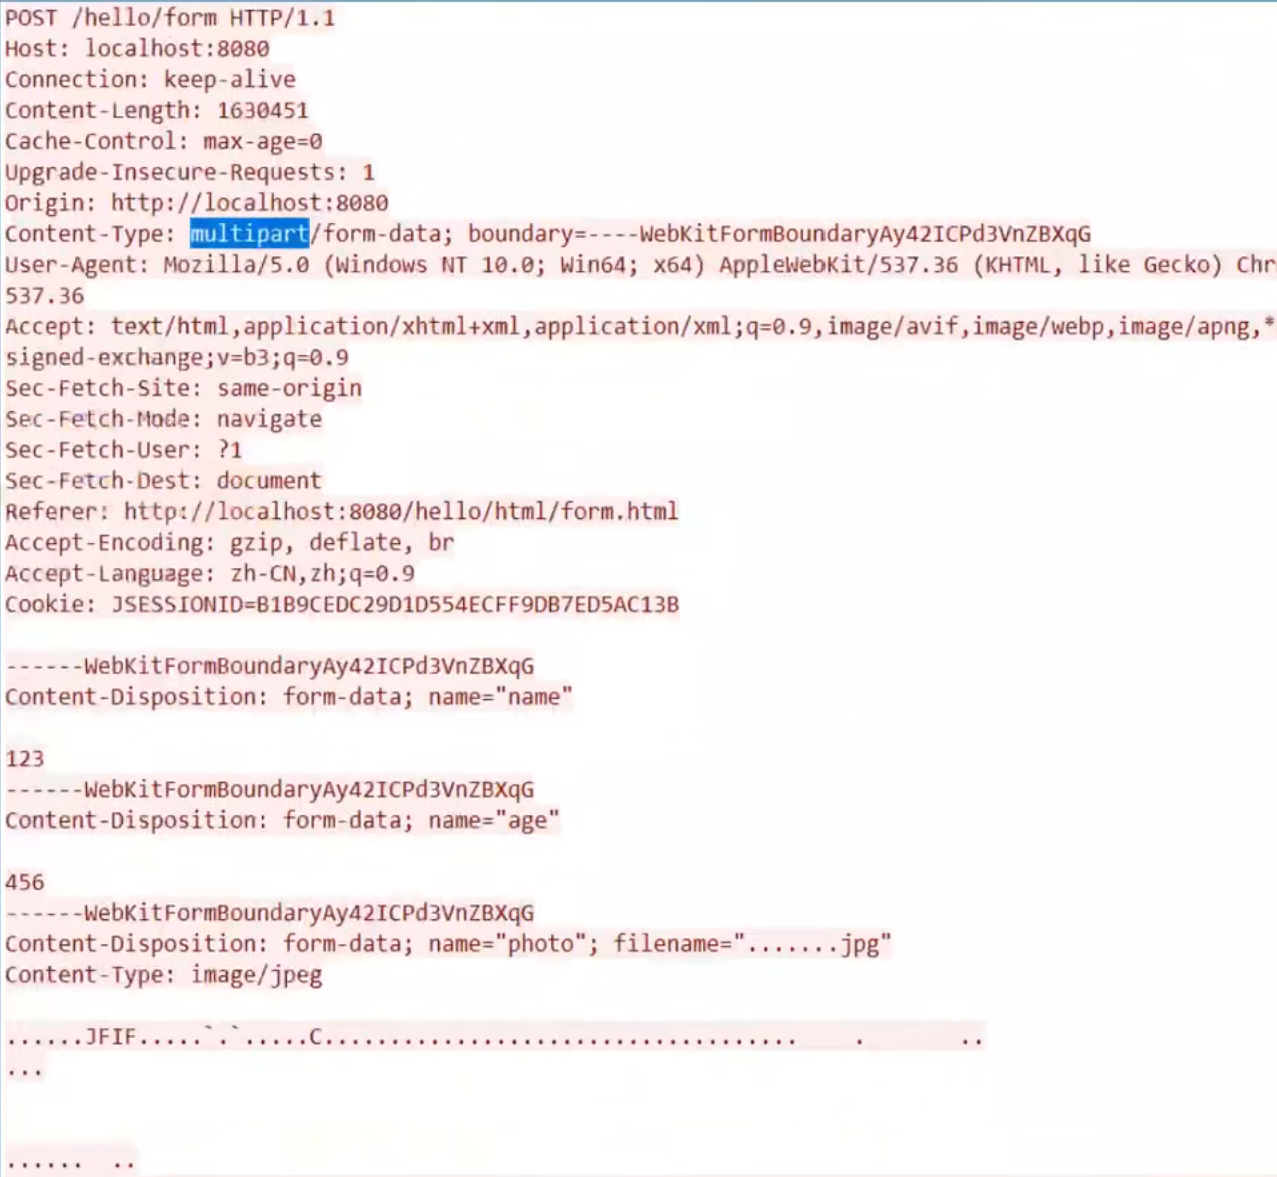 POST /hello/form HTTP/1.1
Host: localhost:8080
Connection: keep-alive
Content-Length: 1630451
Cache-Control: max-age=0
Upgrade-Insecure-Requests: 1
Origin: http://localhost:8080
Content-Type: multipart/form-data; boundary=----WebKitFormBoundaryAy42ICPd3VnZBXqG
User-Agent: Mozilla/5.0 (Windows NT 10.0; Win64; x64) AppleWebKit/537.36 (KHTML, like Gecko) Chr
537.36
Accept: text/html,application/xhtml+xml,application/xml;q=0.9,image/avif,image/webp,image/apng,*
signed-exchange;v=b3;q=0.9
Sec-Fetch-Site: same-origin
Sec-Fetch-Mode: navigate
Sec-Fetch-User: ?1
Sec-Fetch-Dest: document
Referer: http://localhost:8080/hello/html/form.html
Accept-Encoding: gzip, deflate, br
Accept-Language: zh-CN,zh;q=0.9
Cookie: JSESSIONID=B1B9CEDC29D1D554ECFF9DB7ED5AC13B
------WebKitFormBoundaryAy42ICPd3VnZBXqG
Content-Disposition: form-data; name="name"
123
------WebKitFormBoundaryAy42ICPd3VnZBXqG
Content-Disposition: form-data; name="age"
456
------WebKitFormBoundaryAy42ICPd3VnZBXqG
Content-Disposition: form-data; name="photo"; filename=".......jpg"
Content-Type: image/jpeg
......JFIF.....`.`.....C....................................    .       ..
...
......  ..